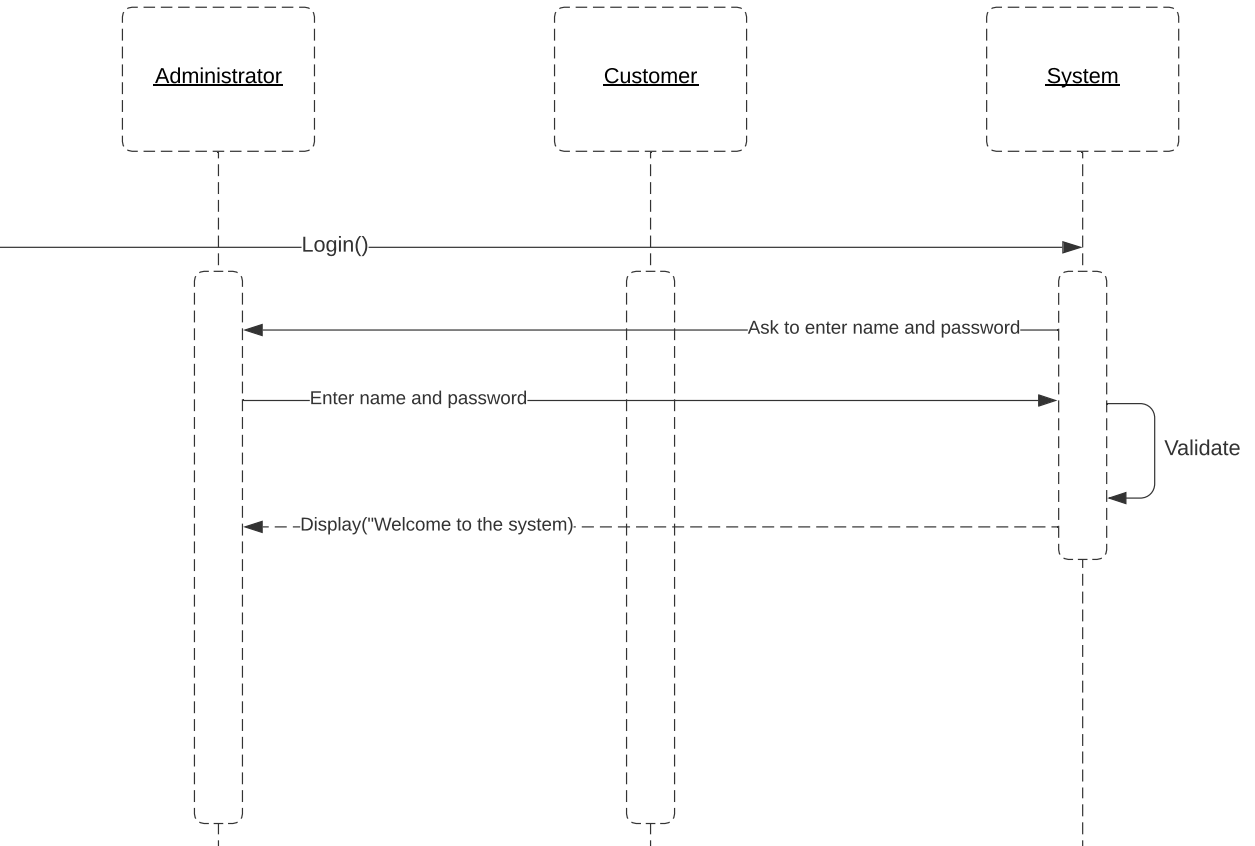 Administrator
Customer
System
Login()
Ask to enter name and password
Enter name and password
Validate
Display("Welcome to the system)